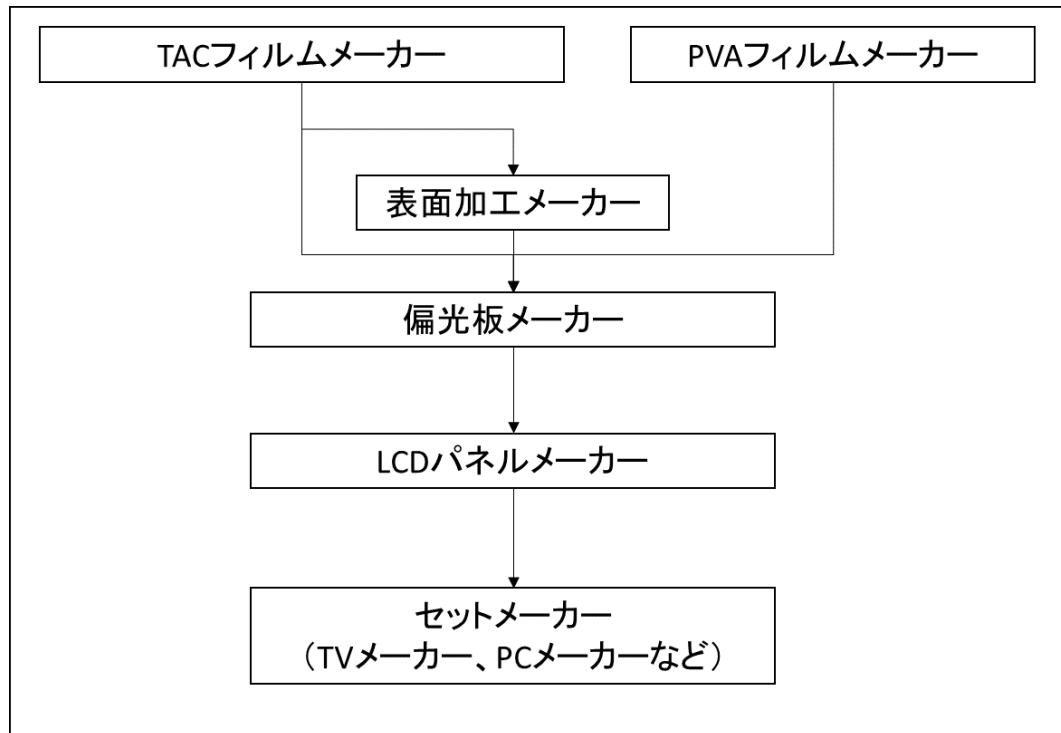 TACフィルムメーカー
PVAフィルムメーカー
表面加工メーカー
偏光板メーカー
LCDパネルメーカー
セットメーカー
（TVメーカー、PCメーカーなど）